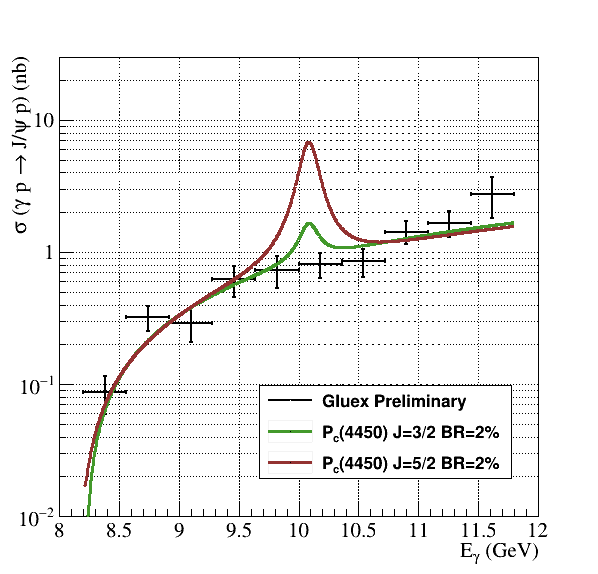 σ (γ p → J/ψ p) (nb)
10
1
10⁻¹
10⁻²
8 8.5 9 9.5 10 10.5 11 11.5 12
E_γ (GeV)
Gluex Preliminary
P_c(4450) J=3/2 BR=2%
P_c(4450) J=5/2 BR=2%